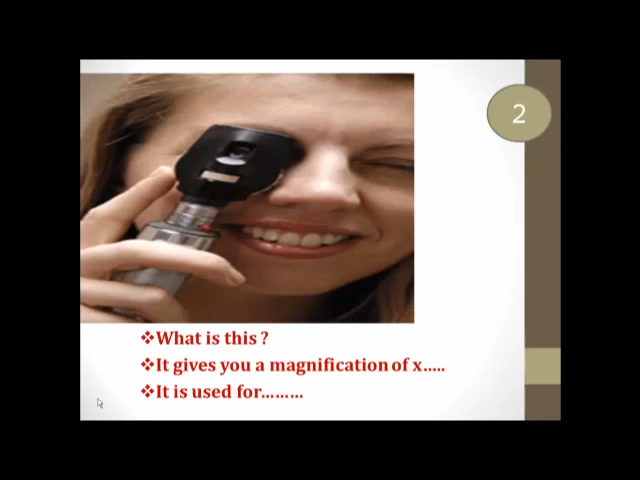 2
❖What is this ?
❖It gives you a magnification of x.....
❖It is used for.........